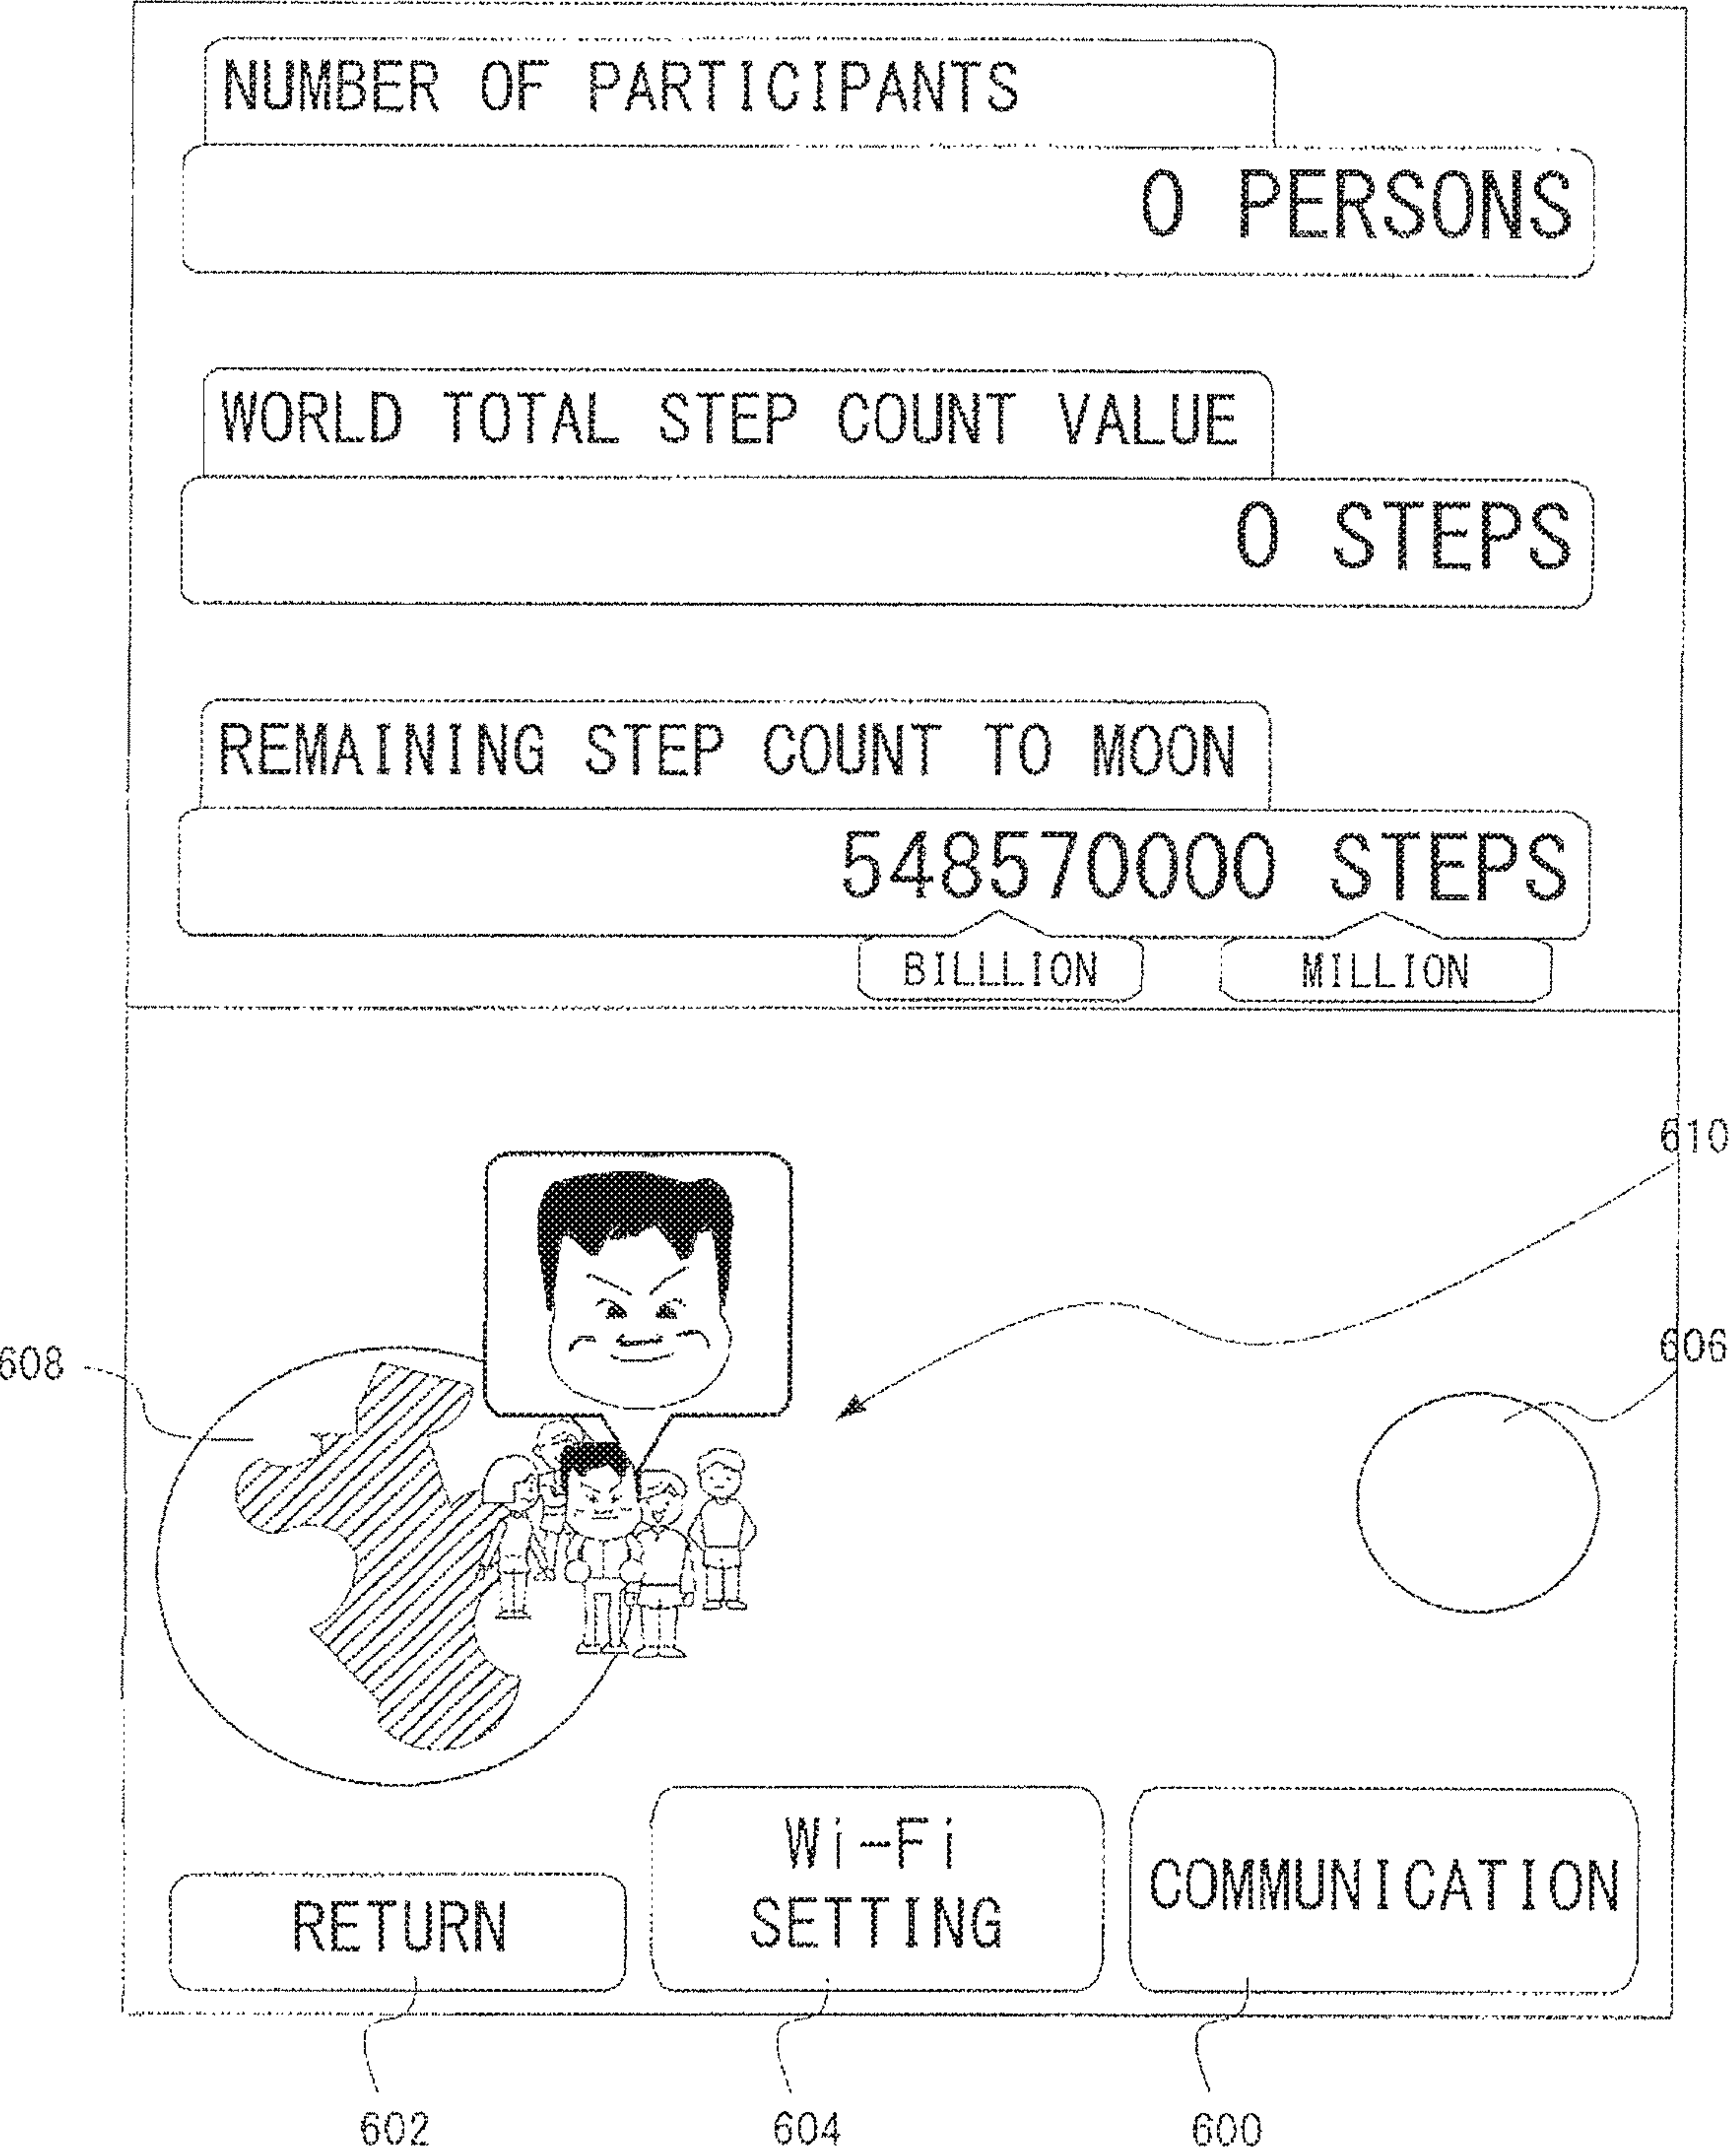 NUMBER OF PARTICIPANTS
0 PERSONS
WORLD TOTAL STEP COUNT VALUE
0 STEPS
REMAINING STEP COUNT TO MOON
548570000 STEPS
BILLLION MILLION
610
608
606
RETURN
Wi-Fi
SETTING
COMMUNICATION
602 604 600